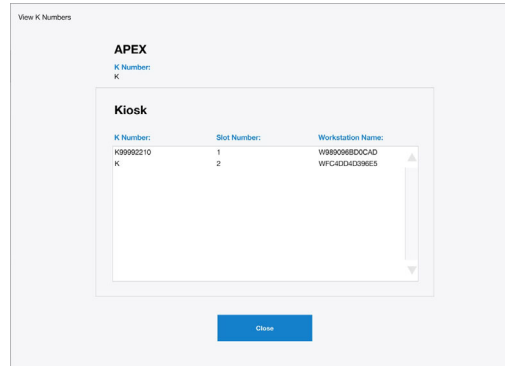 View K Numbers
APEX
K Number:
K
Kiosk
K Number: Slot Number: Workstation Name:
K99992210 1 W989096BD0CAD
K 2 WFC4DD4D396E5
Close